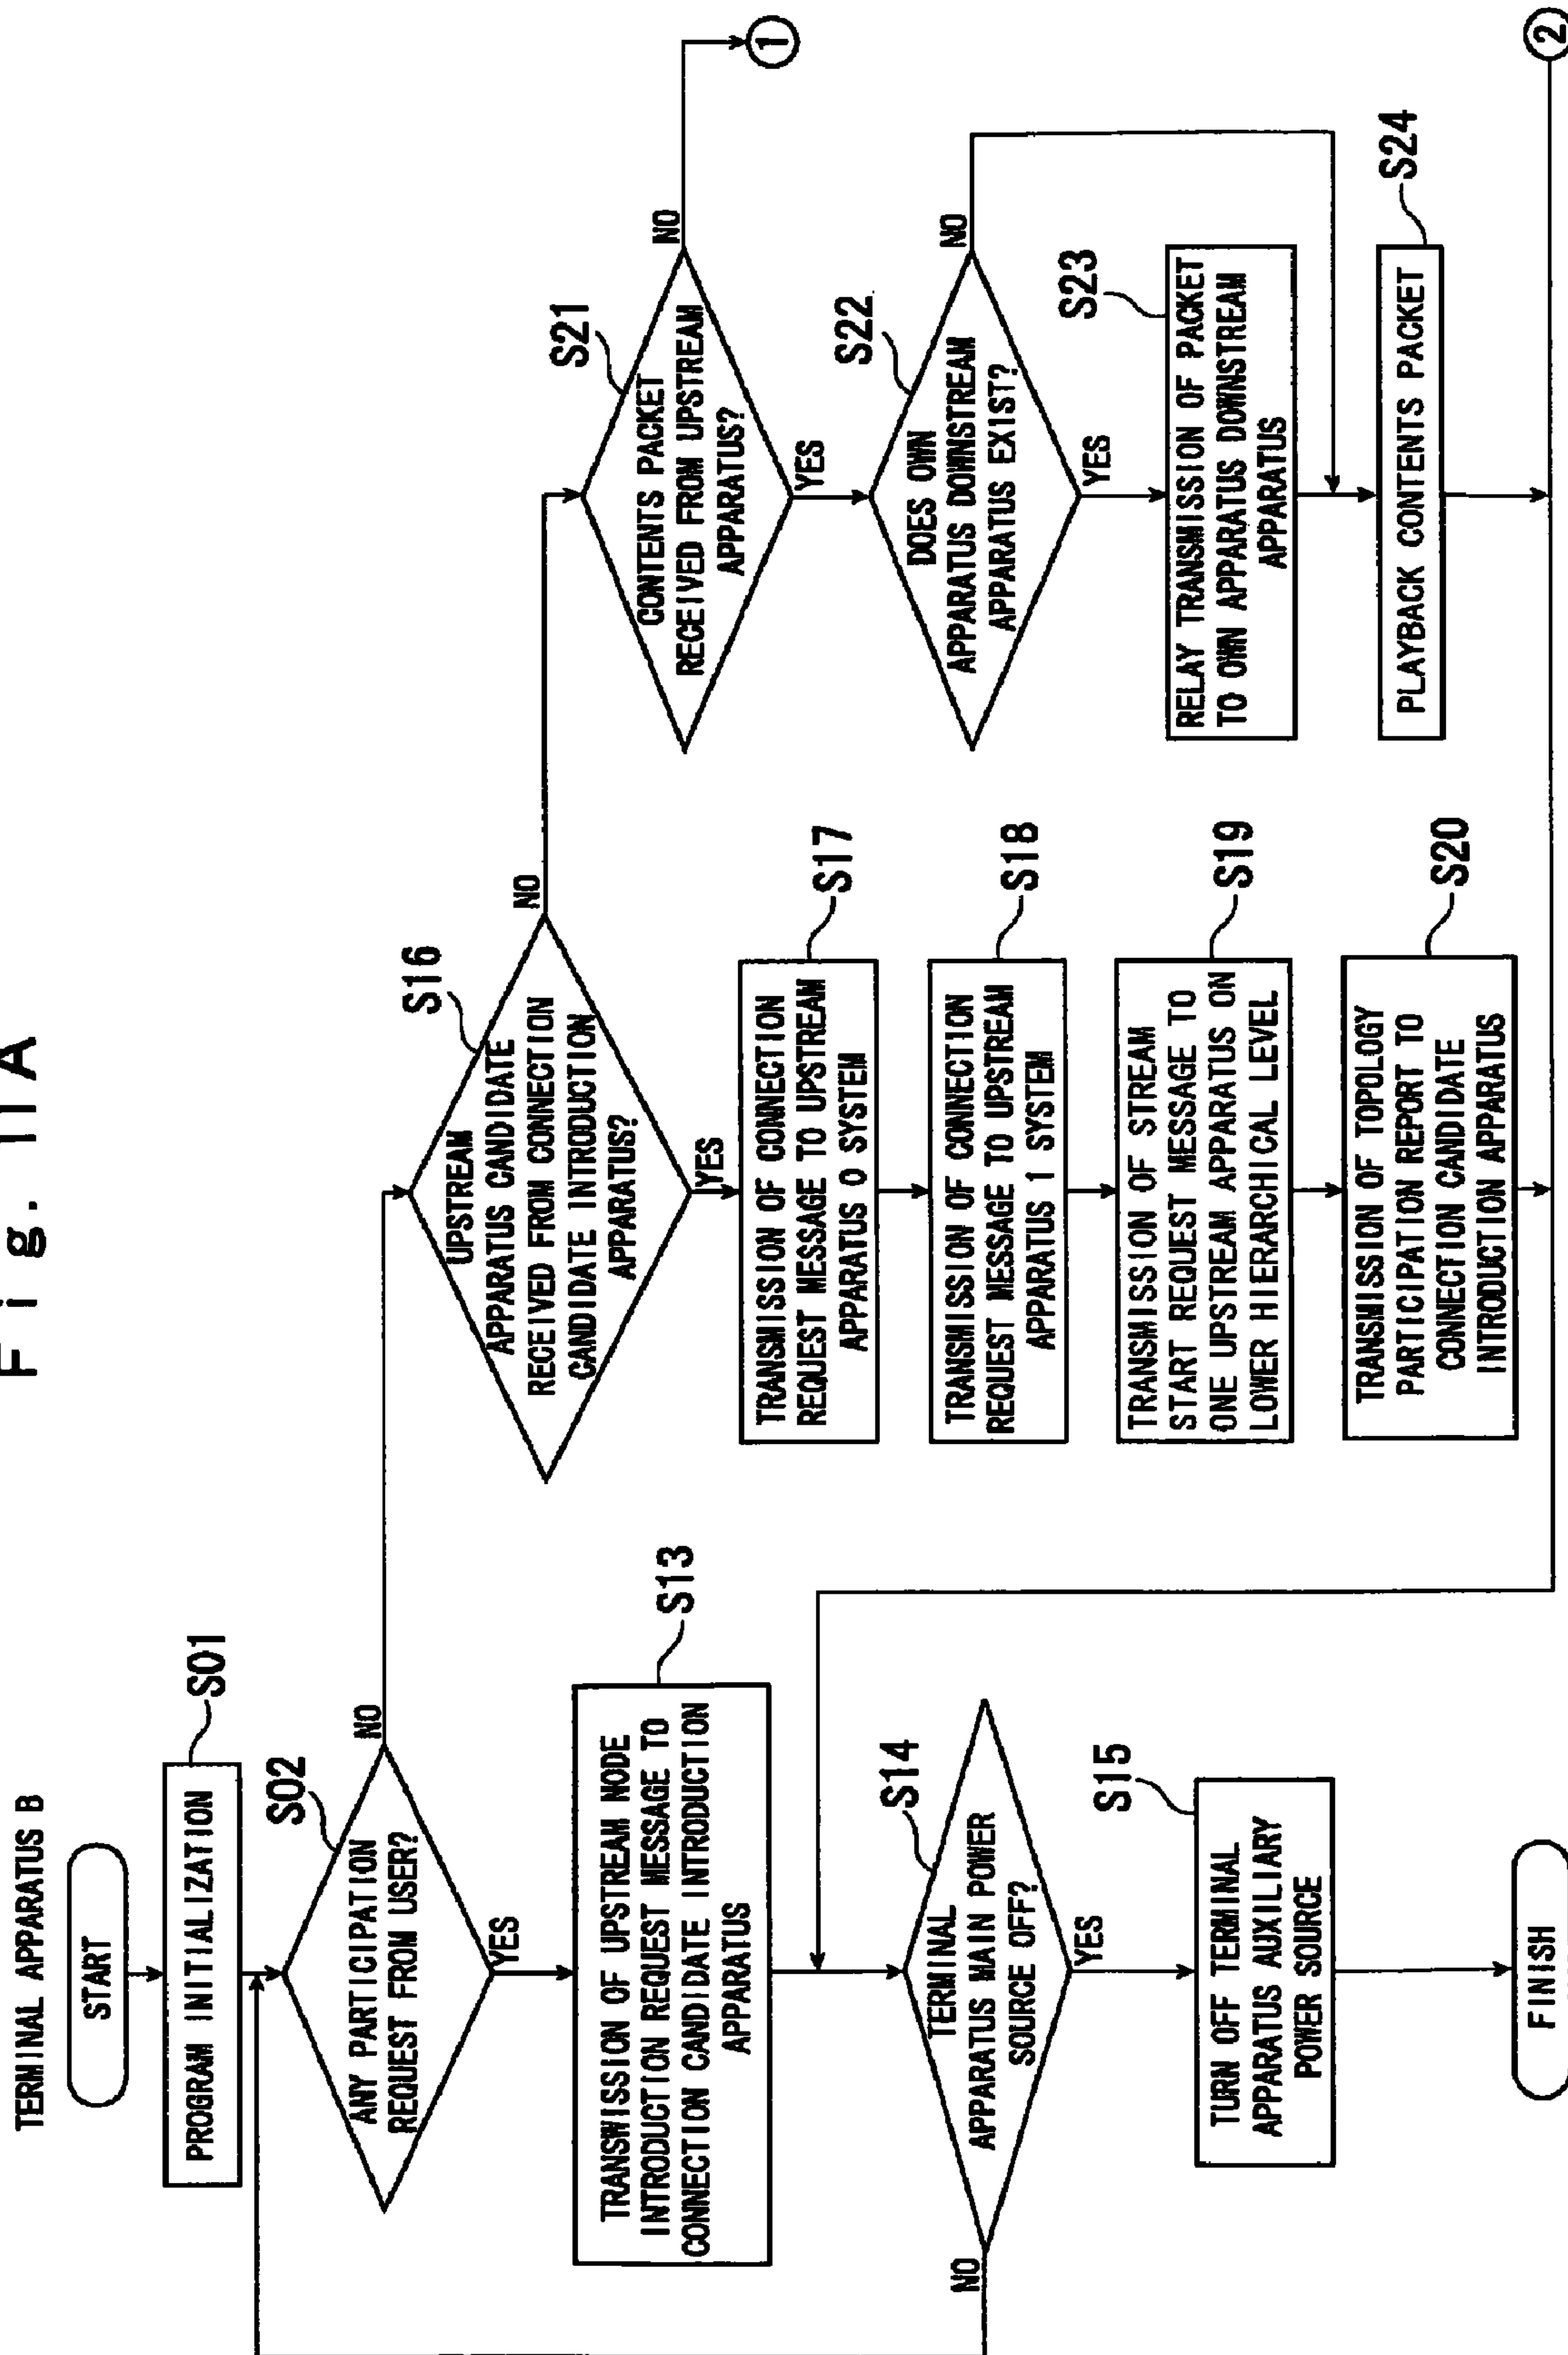 Fig. 11A
TERMINAL APPARATUS B
START
PROGRAM INITIALIZATION
S01
ANY PARTICIPATION
REQUEST FROM USER?
S02
NO
YES
TRANSMISSION OF UPSTREAM NODE
INTRODUCTION REQUEST MESSAGE TO
CONNECTION CANDIDATE INTRODUCTION
APPARATUS
S13
TERMINAL
APPARATUS MAIN POWER
SOURCE OFF?
S14
NO
YES
TURN OFF TERMINAL
APPARATUS AUXILIARY
POWER SOURCE
S15
FINISH
UPSTREAM
APPARATUS CANDIDATE
RECEIVED FROM CONNECTION
CANDIDATE INTRODUCTION
APPARATUS?
S16
NO
YES
TRANSMISSION OF CONNECTION
REQUEST MESSAGE TO UPSTREAM
APPARATUS 0 SYSTEM
S17
TRANSMISSION OF CONNECTION
REQUEST MESSAGE TO UPSTREAM
APPARATUS 1 SYSTEM
S18
TRANSMISSION OF STREAM
START REQUEST MESSAGE TO
ONE UPSTREAM APPARATUS ON
LOWER HIERARCHICAL LEVEL
S19
TRANSMISSION OF TOPOLOGY
PARTICIPATION REPORT TO
CONNECTION CANDIDATE
INTRODUCTION APPARATUS
S20
CONTENTS PACKET
RECEIVED FROM UPSTREAM
APPARATUS?
S21
NO
1
YES
DOES OWN
APPARATUS DOWNSTREAM
APPARATUS EXIST?
S22
NO
YES
RELAY TRANSMISSION OF PACKET
TO OWN APPARATUS DOWNSTREAM
APPARATUS
S23
PLAYBACK CONTENTS PACKET
S24
2